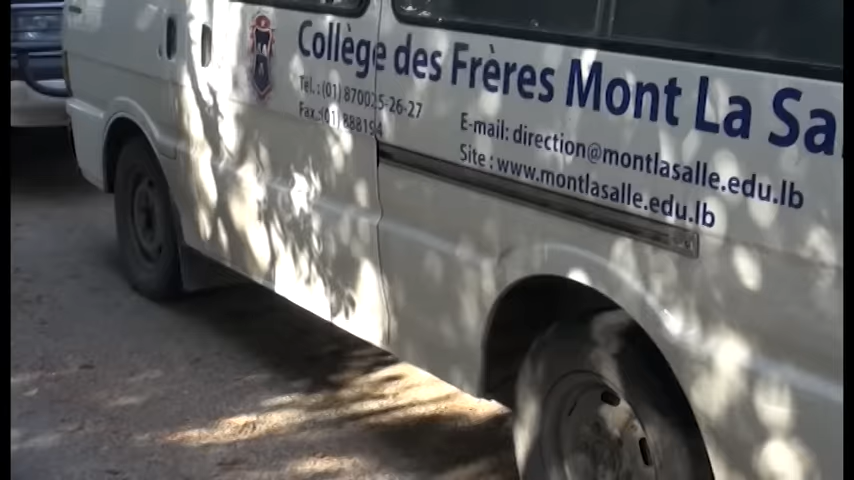 Collège des Frères Mont La Sa
Tel.: (01) 870025-26-27
Fax.:(01) 888194
E-mail: direction@montlasalle.edu.lb
Site : www.montlasalle.edu.lb